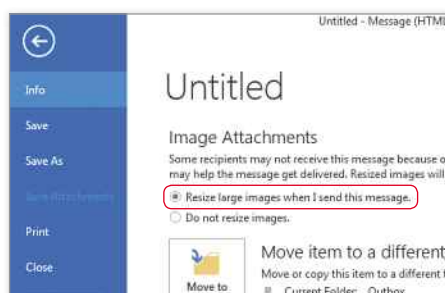 Untitled - Message (HTML
Info
Untitled
Save
Image Attachments
Save As
Some recipients may not receive this message because o
may help the message get delivered. Resized images will
Save Attachments
Resize large images when I send this message.
Do not resize images.
Print
Move item to a different
Close
Move or copy this item to a different f
Move to
Current Folder: Outbox